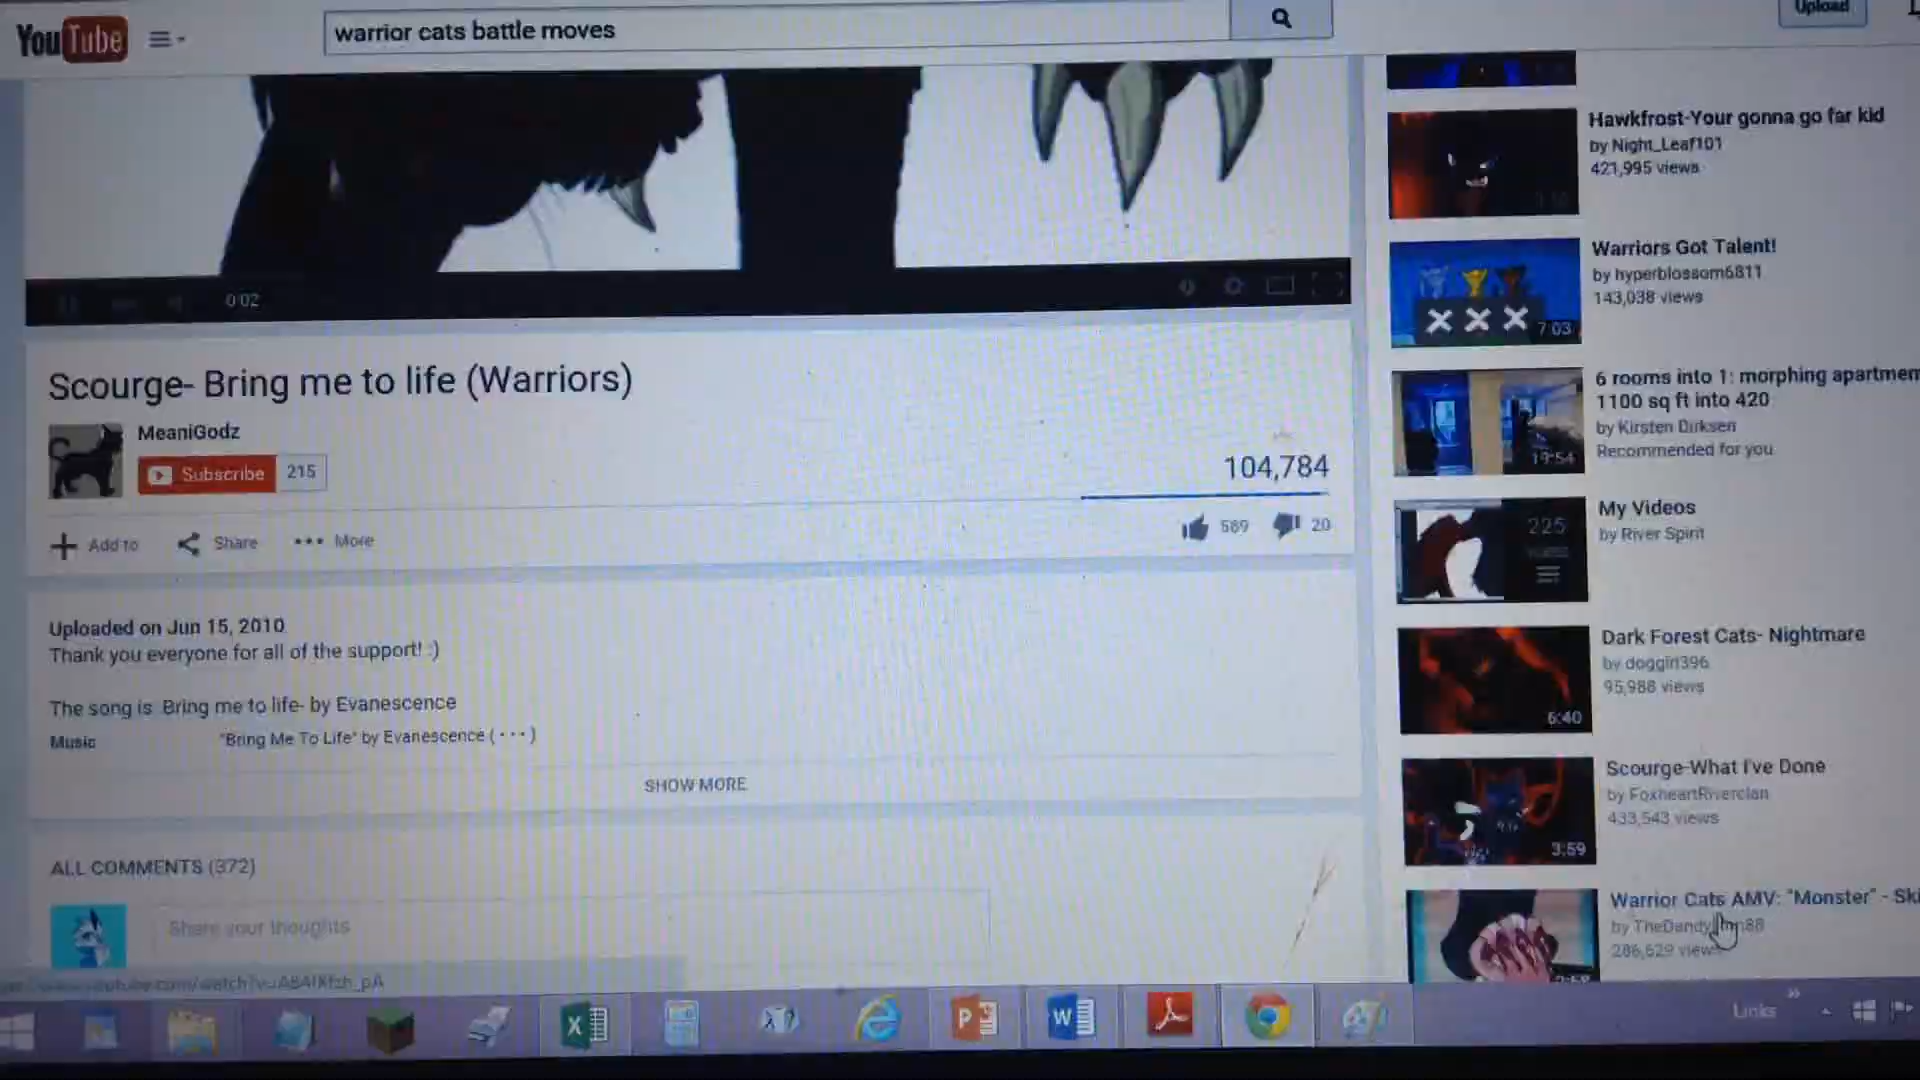 YouTube
warrior cats battle moves
Upload
0:02
Scourge- Bring me to life (Warriors)
MeaniGodz
Subscribe 215
104,784
Add to Share More
589 20
Uploaded on Jun 15, 2010
Thank you everyone for all of the support! :)
The song is Bring me to life- by Evanescence
Music "Bring Me To Life" by Evanescence ( • • • )
SHOW MORE
ALL COMMENTS (372)
Share your thoughts
Hawkfrost-Your gonna go far kid
by Night_Leaf101
421,995 views
Warriors Got Talent!
by hyperblossom6811
143,038 views
7:03
6 rooms into 1: morphing apartmen
1100 sq ft into 420
by Kirsten Dirksen
Recommended for you
19:54
My Videos
by River Spirit
225
Dark Forest Cats- Nightmare
by doggirl396
95,988 views
6:40
Scourge-What I've Done
by FoxheartRiverclan
433,543 views
3:59
Warrior Cats AMV: "Monster" - Ski
286,629 views
Links